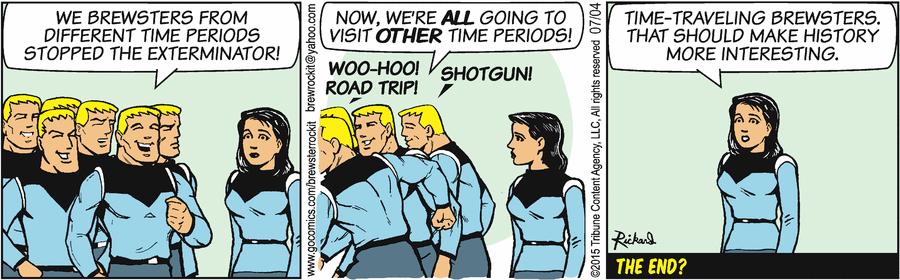 WE BREWSTERS FROM
DIFFERENT TIME PERIODS
STOPPED THE EXTERMINATOR!
www.gocomics.com/brewsterrockit brewrockit@yahoo.com
NOW, WE'RE ALL GOING TO
VISIT OTHER TIME PERIODS!
WOO-HOO!
ROAD TRIP!
SHOTGUN!
©2015 Tribune Content Agency, LLC, All rights reserved 07/04
TIME-TRAVELING BREWSTERS.
THAT SHOULD MAKE HISTORY
MORE INTERESTING.
Rickard
THE END?